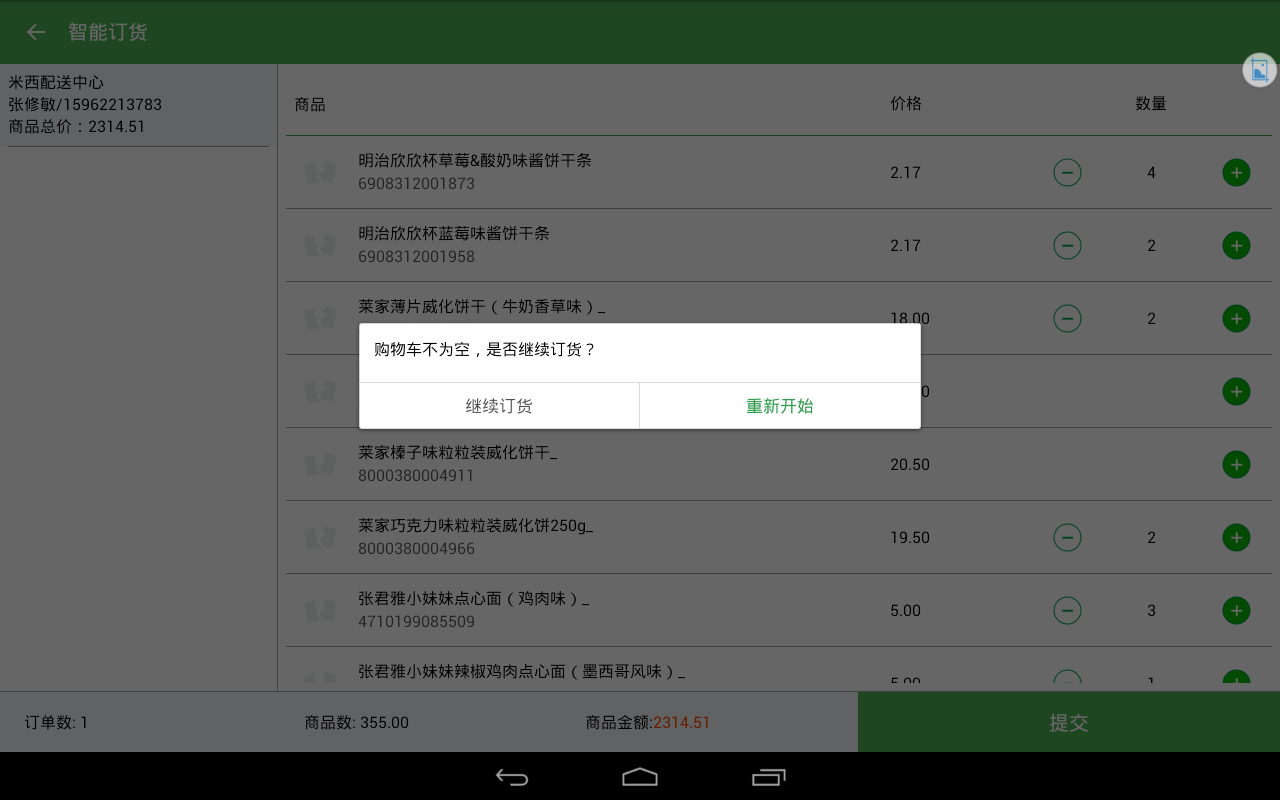 智能订货
米西配送中心
张修敏/15962213783
商品总价：2314.51
商品 价格 数量
明治欣欣杯草莓&酸奶味酱饼干条
6908312001873
2.17 4
明治欣欣杯蓝莓味酱饼干条
6908312001958
2.17 2
莱家薄片威化饼干（牛奶香草味）_
18.00 2
购物车不为空，是否继续订货？
继续订货 重新开始
莱家榛子味粒粒装威化饼干_
8000380004911
20.50
莱家巧克力味粒粒装威化饼250g_
8000380004966
19.50 2
张君雅小妹妹点心面（鸡肉味）_
4710199085509
5.00 3
张君雅小妹妹辣椒鸡肉点心面（墨西哥风味）_
5.00 1
订单数: 1 商品数: 355.00 商品金额:2314.51 提交